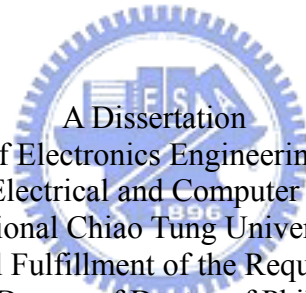 A Dissertation
f Electronics Engineerin
Electrical and Computer
ional Chiao Tung Univer
l Fulfillment of the Requ
1896